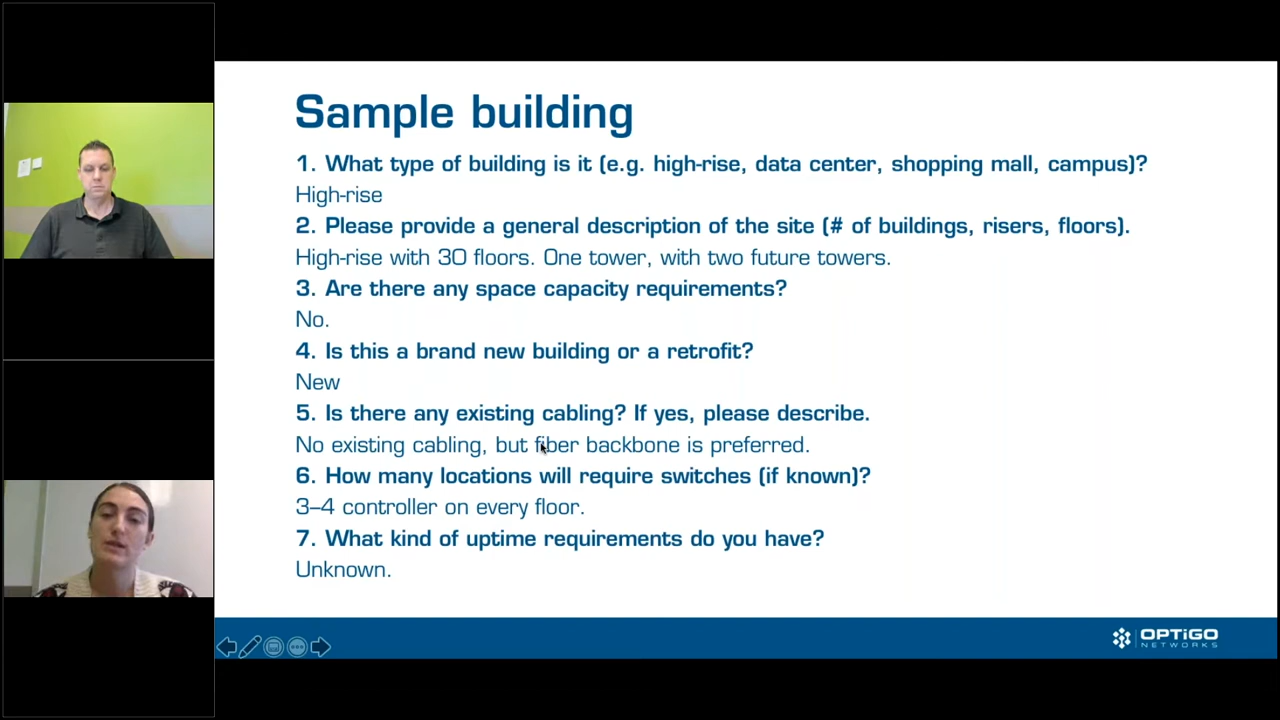 Sample building
1. What type of building is it (e.g. high-rise, data center, shopping mall, campus)?
High-rise
2. Please provide a general description of the site (# of buildings, risers, floors).
High-rise with 30 floors. One tower, with two future towers.
3. Are there any space capacity requirements?
No.
4. Is this a brand new building or a retrofit?
New
5. Is there any existing cabling? If yes, please describe.
No existing cabling, but fiber backbone is preferred.
6. How many locations will require switches (if known)?
3–4 controller on every floor.
7. What kind of uptime requirements do you have?
Unknown.
OPTiGO
NETWORKS